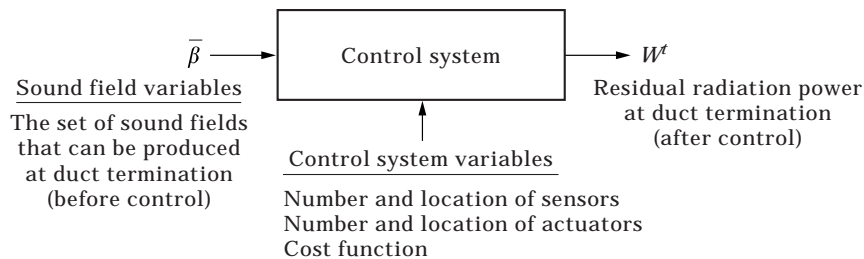 β̅
Control system
Wᵗ
Sound field variables
The set of sound fields
that can be produced
at duct termination
(before control)
Residual radiation power
at duct termination
(after control)
Control system variables
Number and location of sensors
Number and location of actuators
Cost function